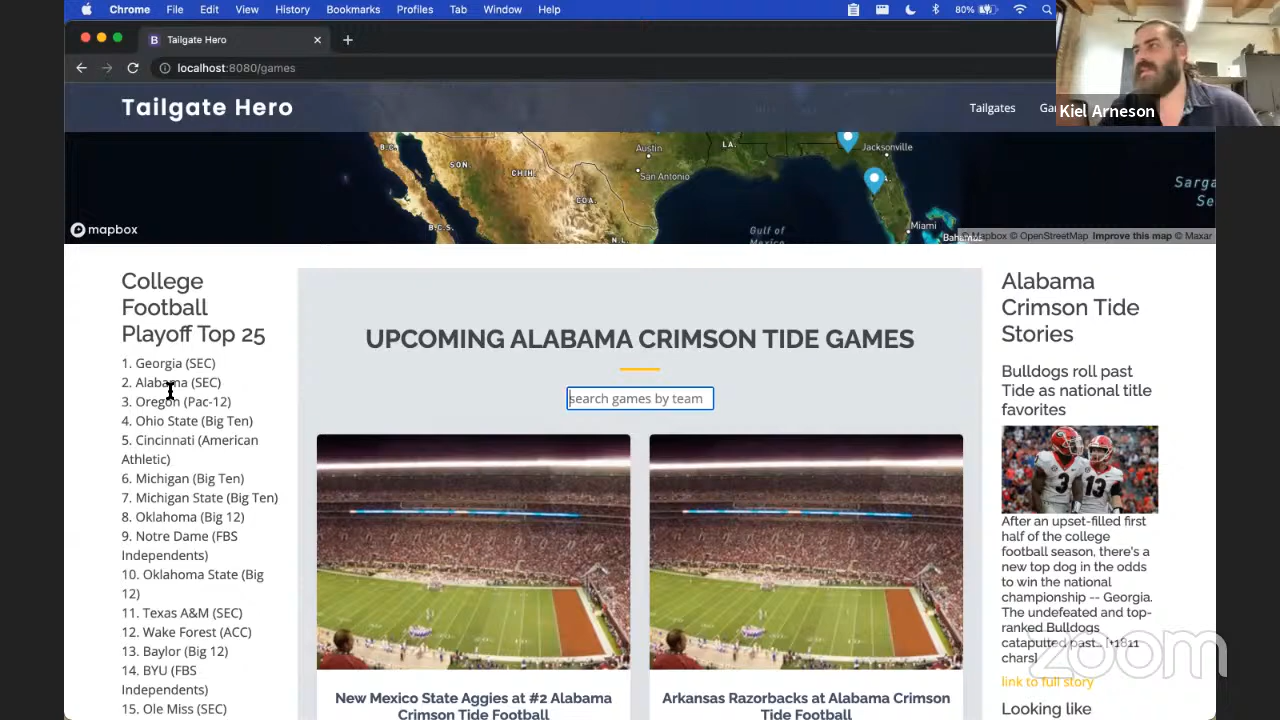 Chrome File Edit View History Bookmarks Profiles Tab Window Help 80%
B Tailgate Hero
localhost:8080/games
Kiel Arneson
Tailgate Hero
Tailgates
B.C.
SON.
CHIH.
COA.
B.C.S.
N.L.
Austin
San Antonio
LA.
Jacksonville
Miami
Gulf of
Mexico
mapbox
Mapbox © OpenStreetMap Improve this map © Maxar
College
Football
Playoff Top 25
1. Georgia (SEC)
2. Alabama (SEC)
3. Oregon (Pac-12)
4. Ohio State (Big Ten)
5. Cincinnati (American
Athletic)
6. Michigan (Big Ten)
7. Michigan State (Big Ten)
8. Oklahoma (Big 12)
9. Notre Dame (FBS
Independents)
10. Oklahoma State (Big
12)
11. Texas A&M (SEC)
12. Wake Forest (ACC)
13. Baylor (Big 12)
14. BYU (FBS
Independents)
15. Ole Miss (SEC)
UPCOMING ALABAMA CRIMSON TIDE GAMES
search games by team
New Mexico State Aggies at #2 Alabama
Crimson Tide Football
Arkansas Razorbacks at Alabama Crimson
Tide Football
Alabama
Crimson Tide
Stories
Bulldogs roll past
Tide as national title
favorites
After an upset-filled first
half of the college
football season, there's a
new top dog in the odds
to win the national
championship -- Georgia.
The undefeated and top-
ranked Bulldogs
catapulted past… [+1811
chars]
link to full story
Looking like
zoom